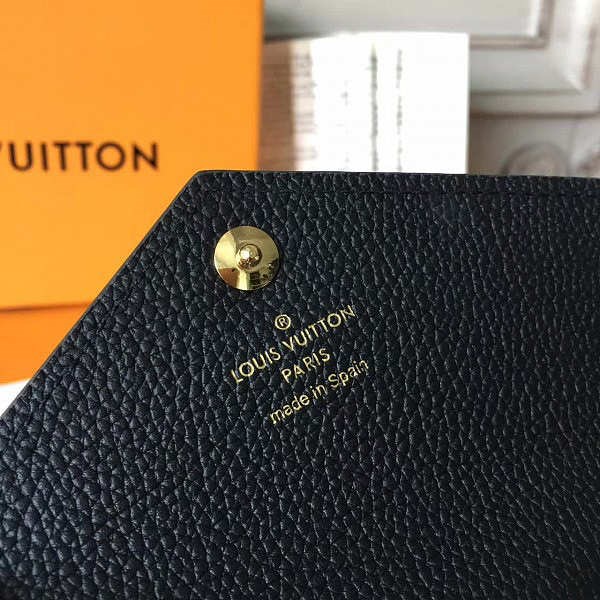 VUITTON
®
LOUIS VUITTON
PARIS
made in Spain